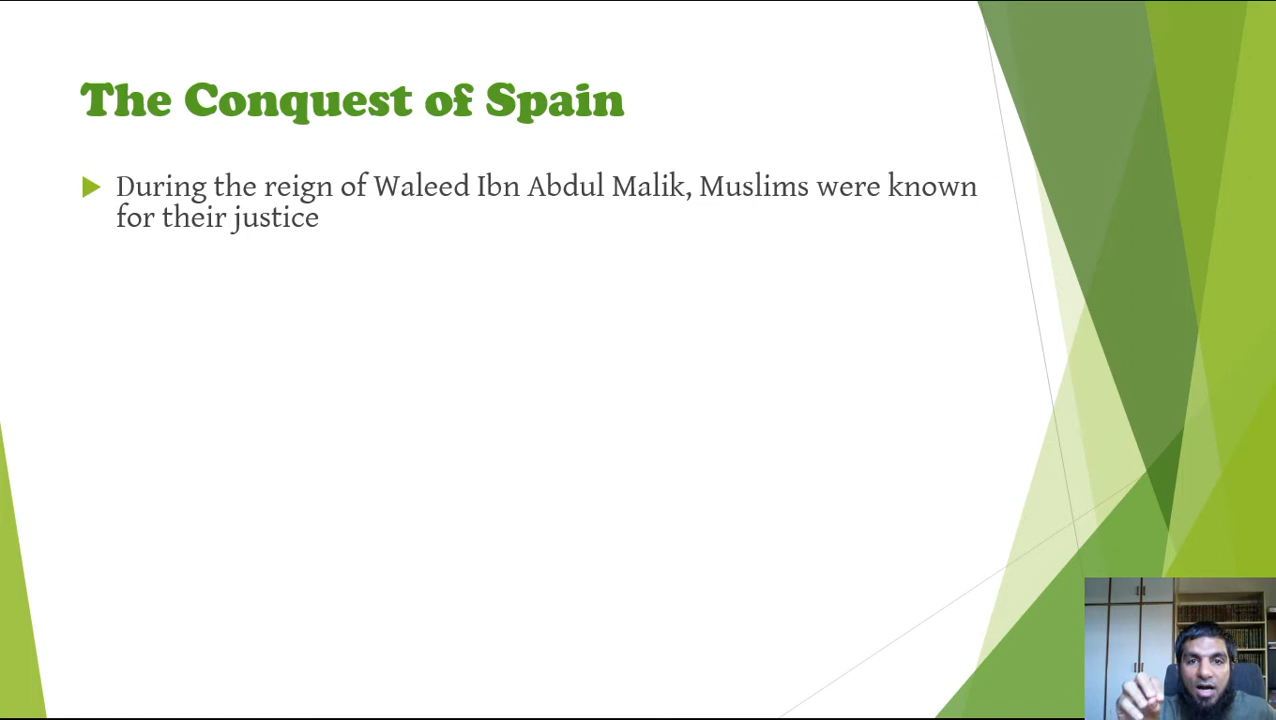 The Conquest of Spain
During the reign of Waleed Ibn Abdul Malik, Muslims were known
for their justice